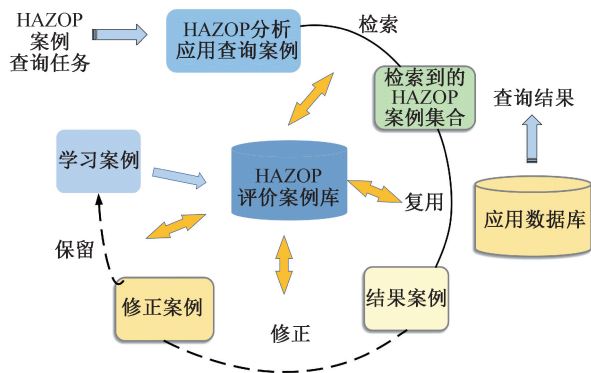 HAZOP
案例
查询任务
HAZOP分析
应用查询案例
检索
检索到的
HAZOP
案例集合
查询结果
学习案例
HAZOP
评价案例库
复用
应用数据库
保留
修正案例
修正
结果案例